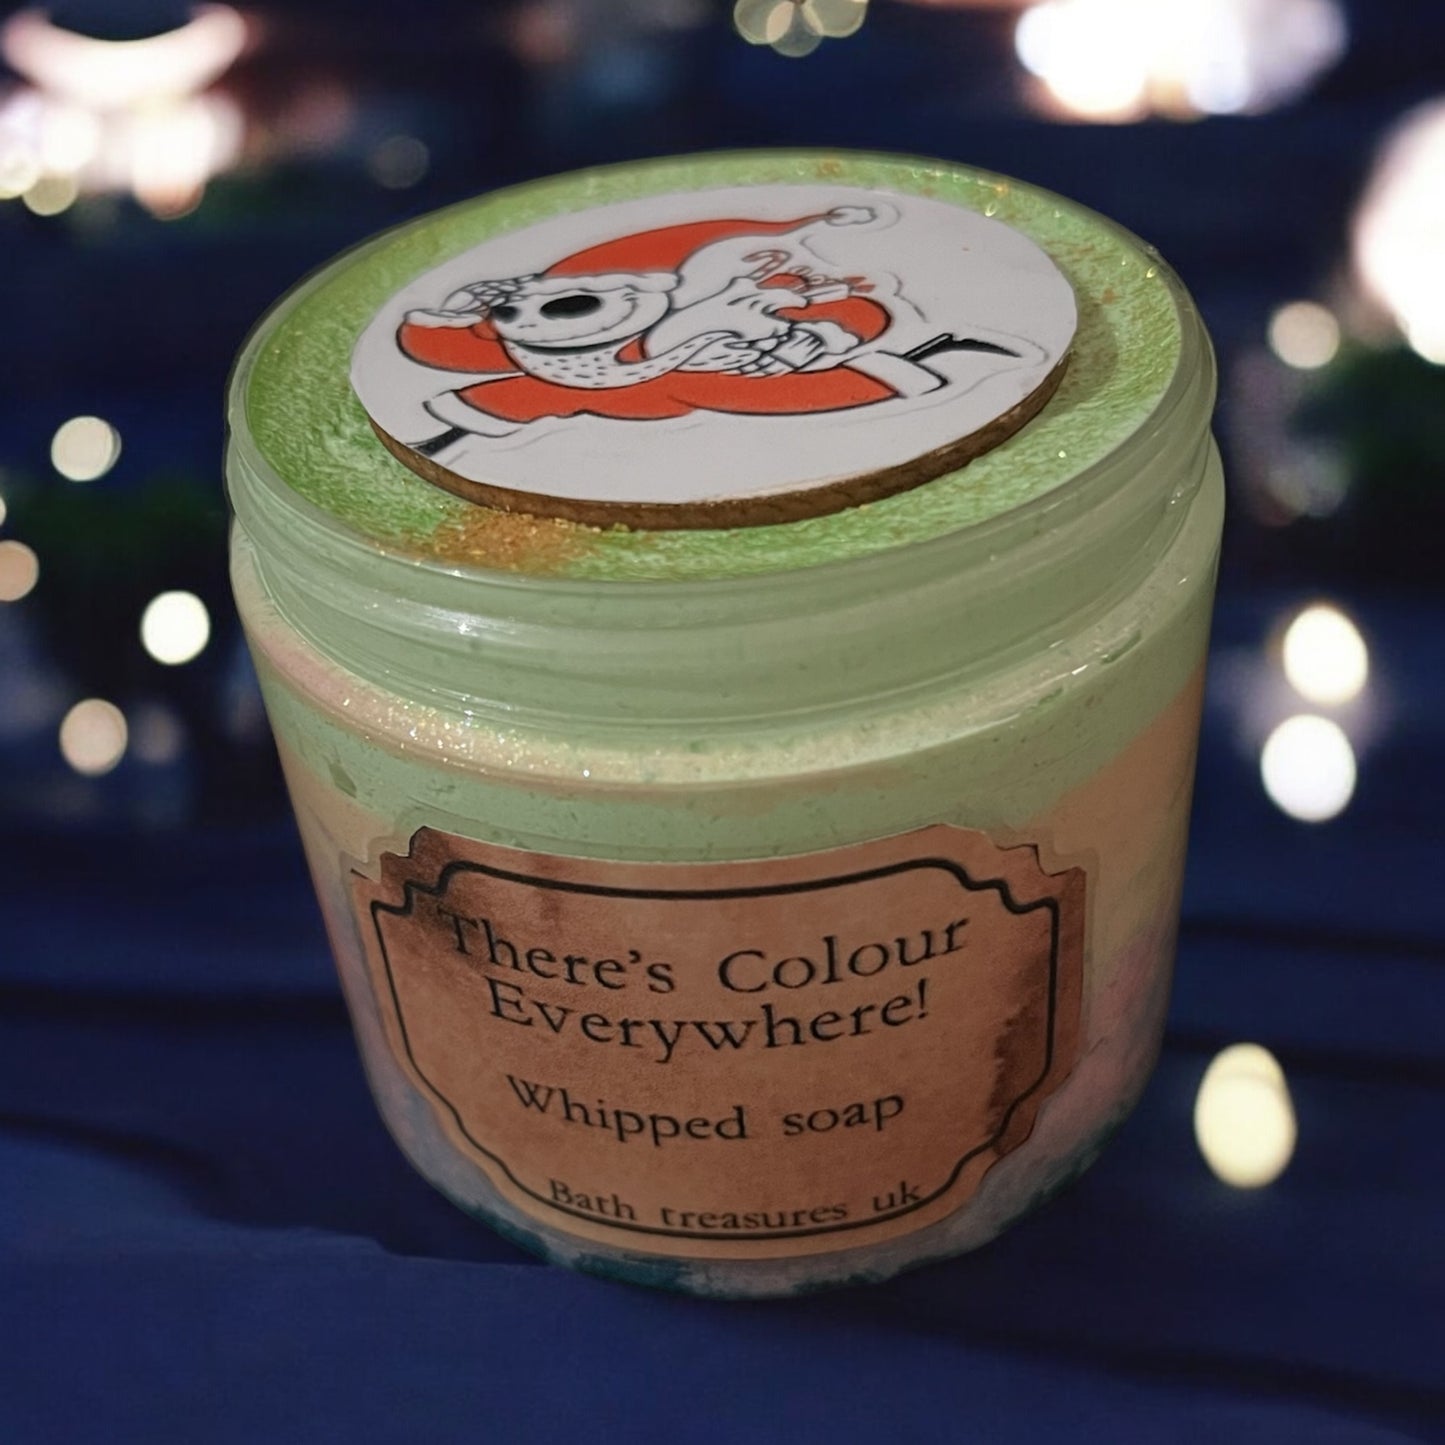 There's Colour
Everywhere!
Whipped soap
Bath treasures uk